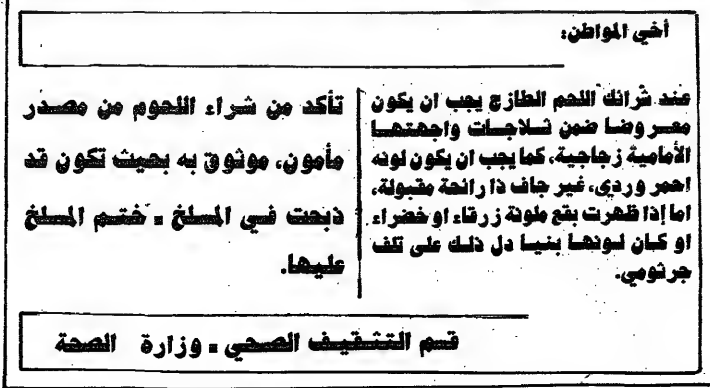 أخي المواطن:
عند شرائك اللحم الطازج يجب ان يكون
معروضا ضمن ثلاجات واجهتها
الأمامية زجاجية، كما يجب ان يكون لونه
احمر وردي، غير جاف ذا رائحة مقبولة،
اما إذا ظهرت بقع ملونة زرقاء او خضراء
او كان لونها بنيا دل ذلك على تلف
جرثومي.
تأكد من شراء اللحوم من مصدر
مأمون، موثوق به بحيث تكون قد
ذبحت في المسلخ - ختم المسلخ
عليها.
قسم التثقيف الصحي - وزارة الصحة